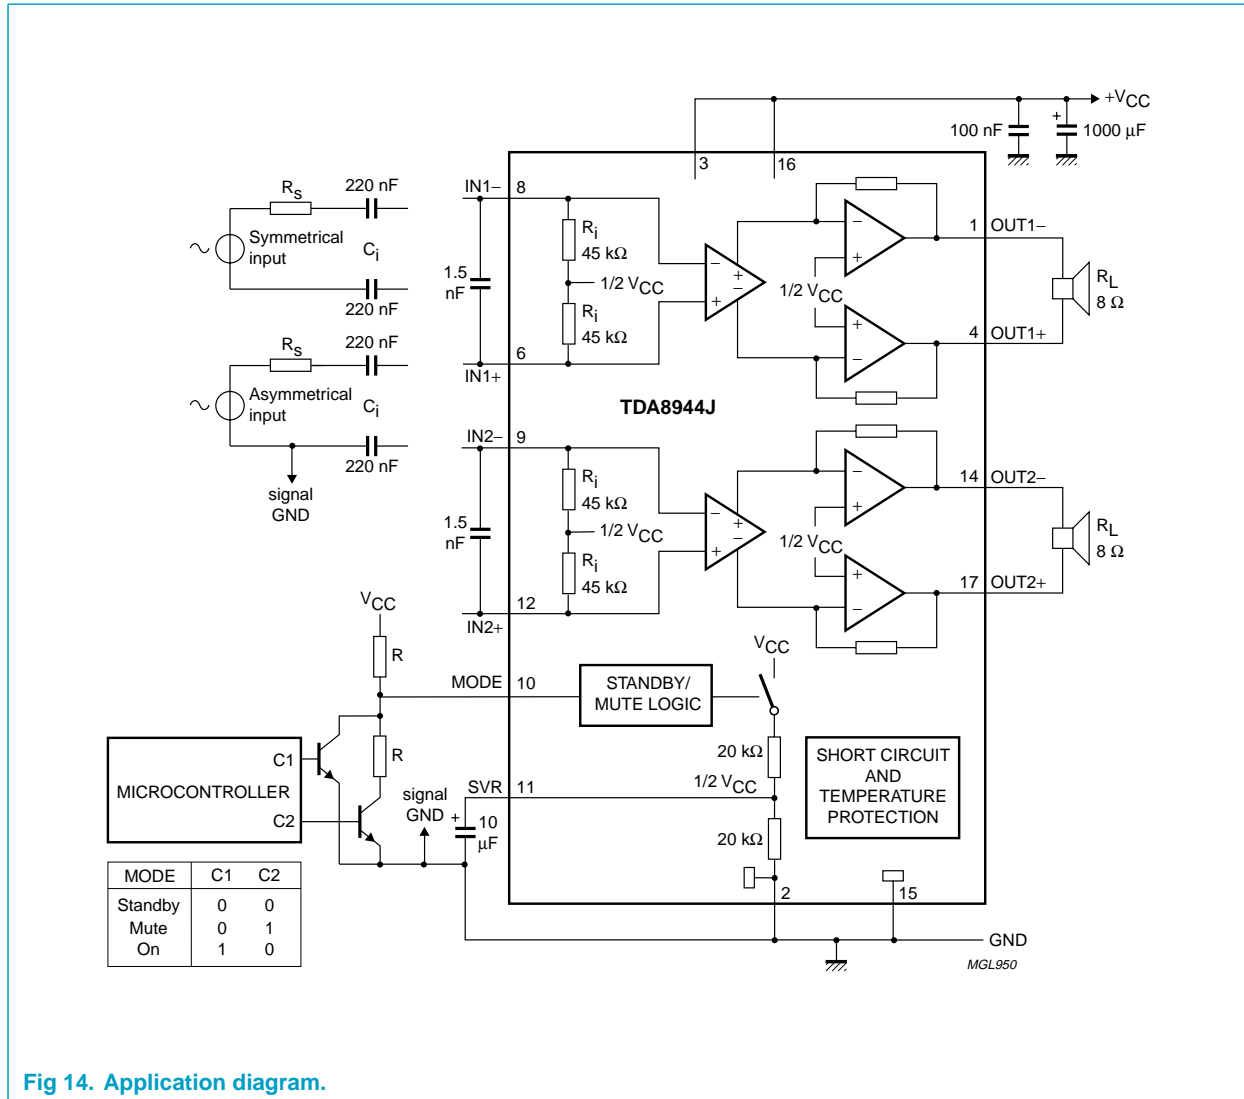 +VCC
100 nF
+
1000 μF
3
16
RS
220 nF
Symmetrical
input
Ci
220 nF
IN1−
8
1.5
nF
Ri
45 kΩ
1/2 VCC
Ri
45 kΩ
6
IN1+
−
+
+
−
−
+
1/2 VCC
+
−
1
OUT1−
RL
8 Ω
4
OUT1+
RS
220 nF
Asymmetrical
input
Ci
220 nF
signal
GND
TDA8944J
IN2−
9
1.5
nF
Ri
45 kΩ
1/2 VCC
Ri
45 kΩ
12
IN2+
−
+
+
−
−
+
1/2 VCC
+
−
14
OUT2−
RL
8 Ω
17
OUT2+
VCC
R
MODE
10
STANDBY/
MUTE LOGIC
VCC
R
MICROCONTROLLER
C1
C2
signal
GND
SVR
11
+
10
μF
20 kΩ
1/2 VCC
20 kΩ
SHORT CIRCUIT
AND
TEMPERATURE
PROTECTION
2
15
GND
MGL950
MODE C1 C2
Standby 0 0
Mute 0 1
On 1 0
Fig 14. Application diagram.